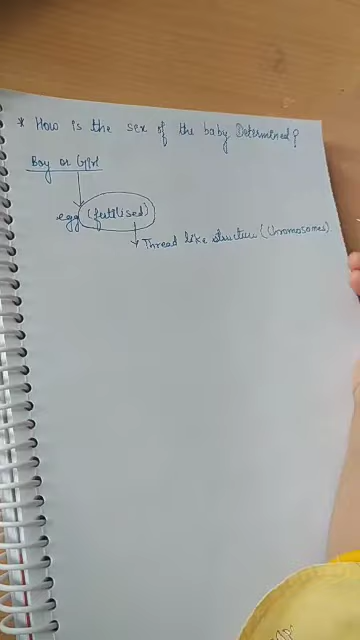 * How is the sex of the baby Determined?
Boy or Girl
egg (fertilised)
Thread like structure (Chromosomes)